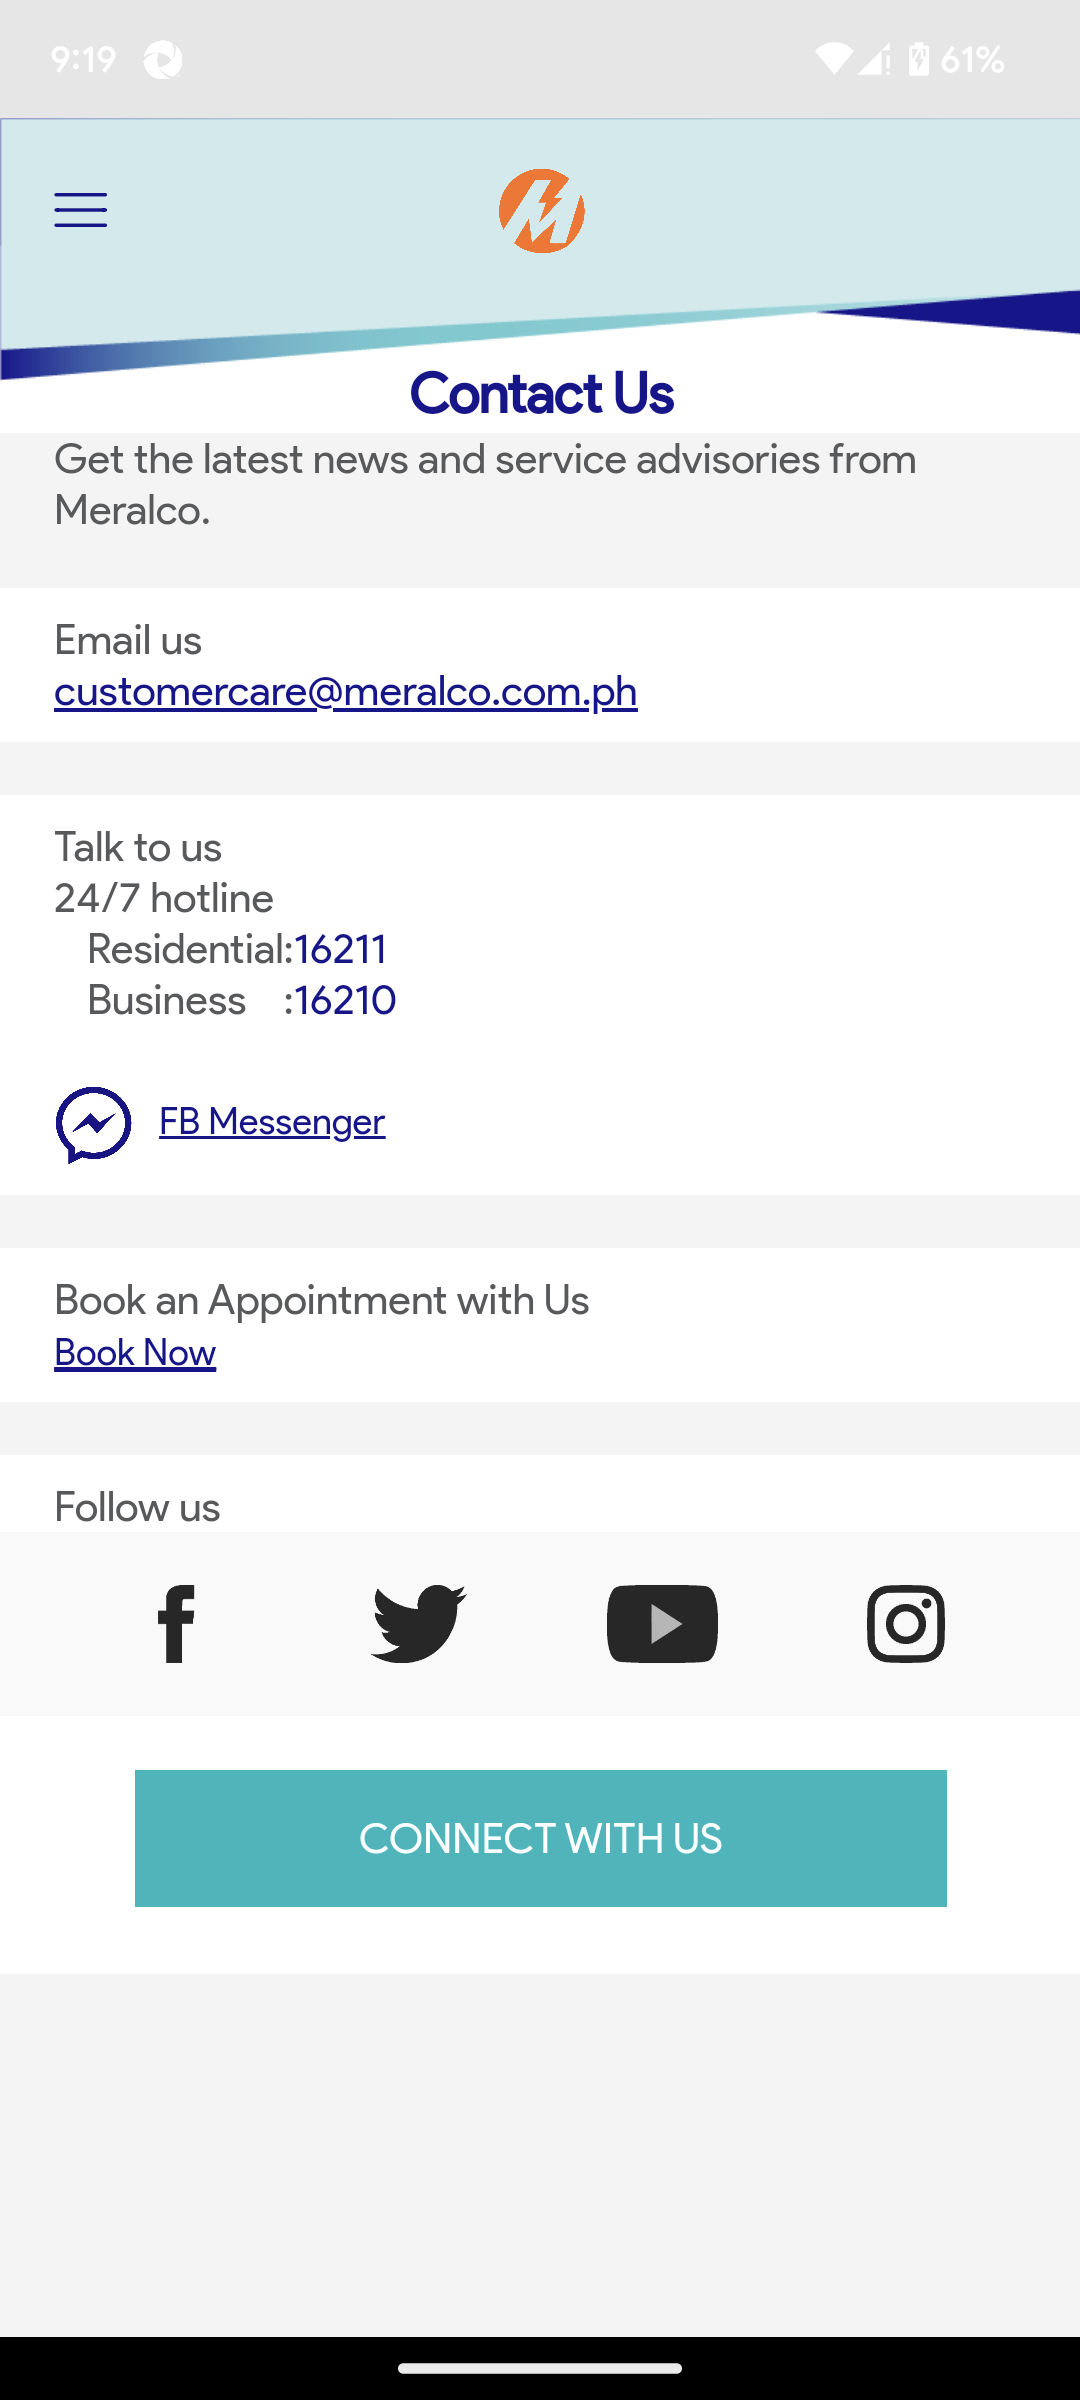 9:19
61%
Contact Us
Get the latest news and service advisories from
Meralco.
Email us
customercare@meralco.com.ph
Talk to us
24/7 hotline
Residential:16211
Business :16210
FB Messenger
Book an Appointment with Us
Book Now
Follow us
CONNECT WITH US